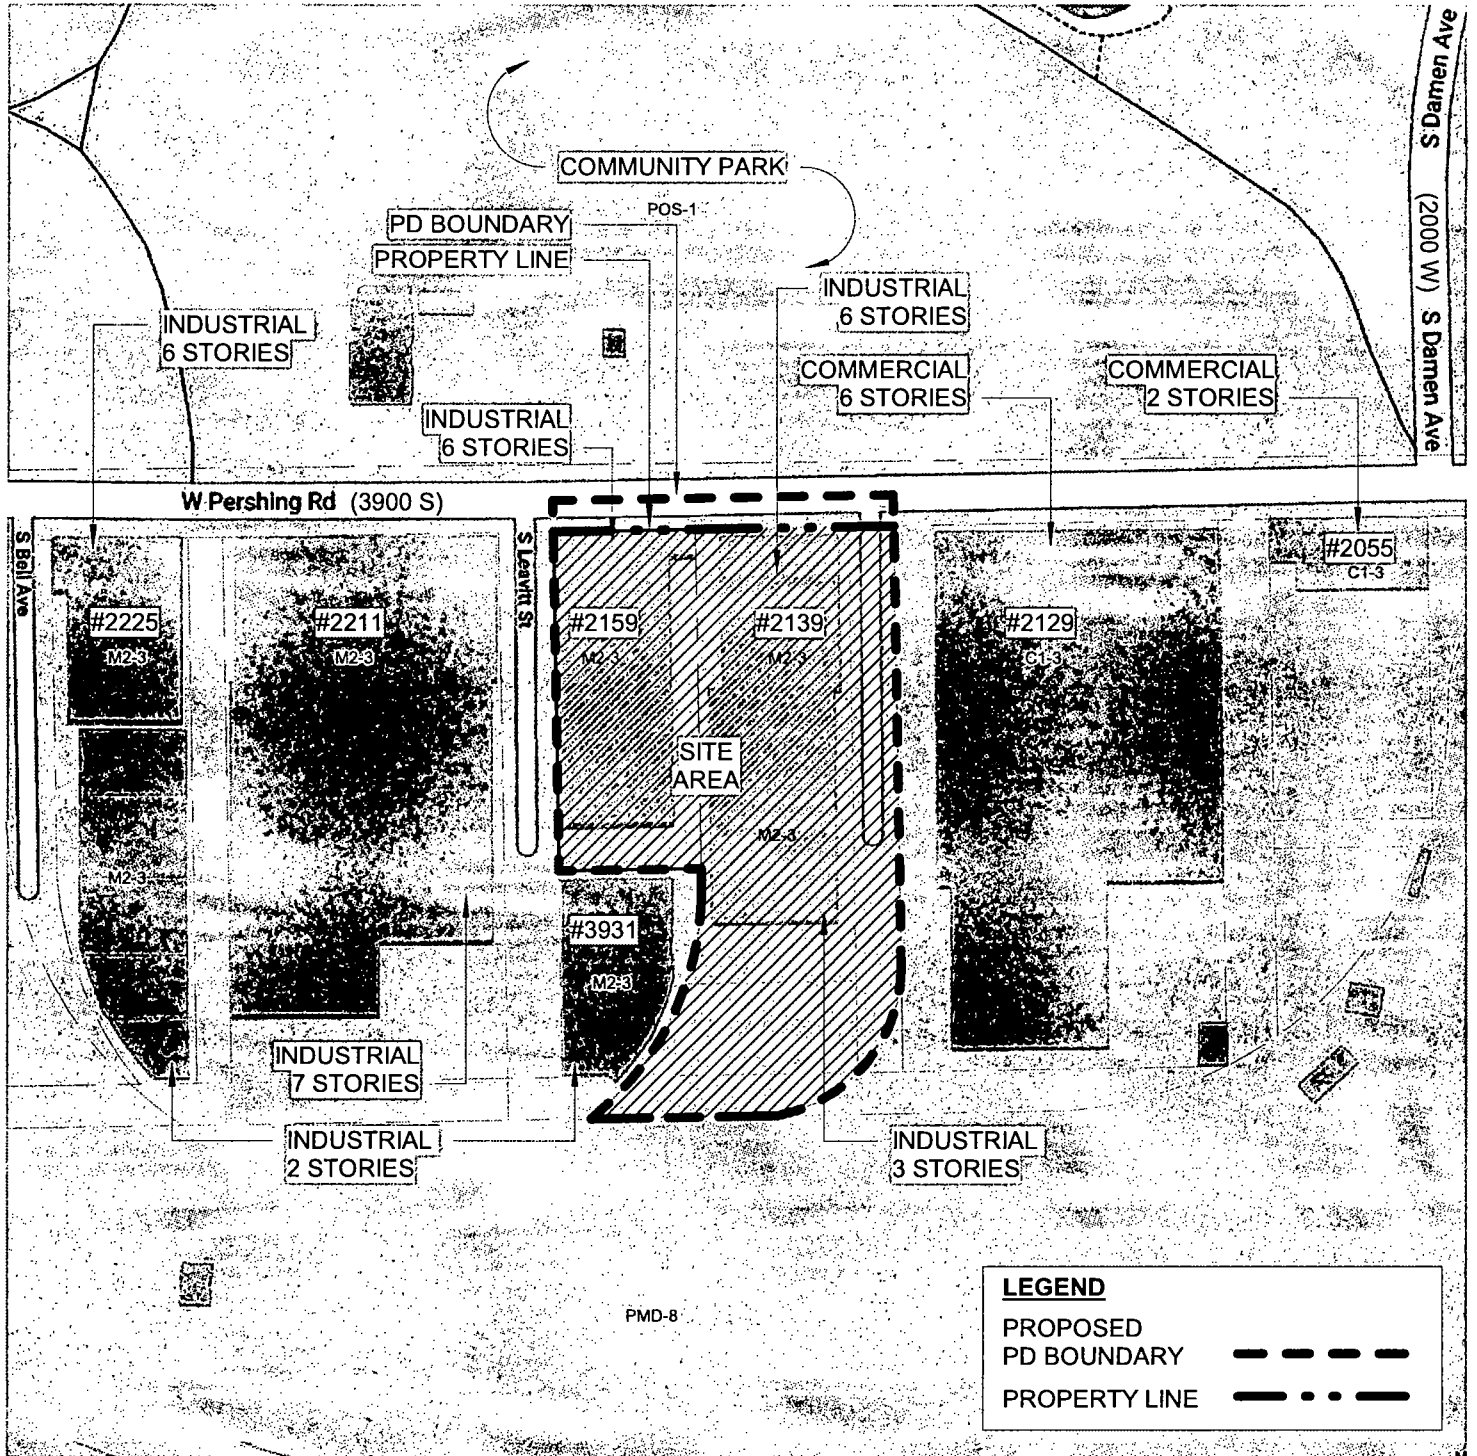 S Damen Ave
(2000 W)
S Damen Ave
COMMUNITY PARK
POS-1
PD BOUNDARY
PROPERTY LINE
INDUSTRIAL
6 STORIES
INDUSTRIAL
6 STORIES
COMMERCIAL
6 STORIES
COMMERCIAL
2 STORIES
INDUSTRIAL
6 STORIES
W Pershing Rd (3900 S)
S Bell Ave
S Leavitt St
#2055
C1-3
#2225
M2-3
#2211
M2-3
#2159
M2-3
#2139
M2-3
#2129
C1-3
SITE
AREA
M2-3
M2-3
#3931
M2-3
INDUSTRIAL
7 STORIES
INDUSTRIAL
2 STORIES
INDUSTRIAL
3 STORIES
PMD-8
LEGEND
PROPOSED
PD BOUNDARY
PROPERTY LINE